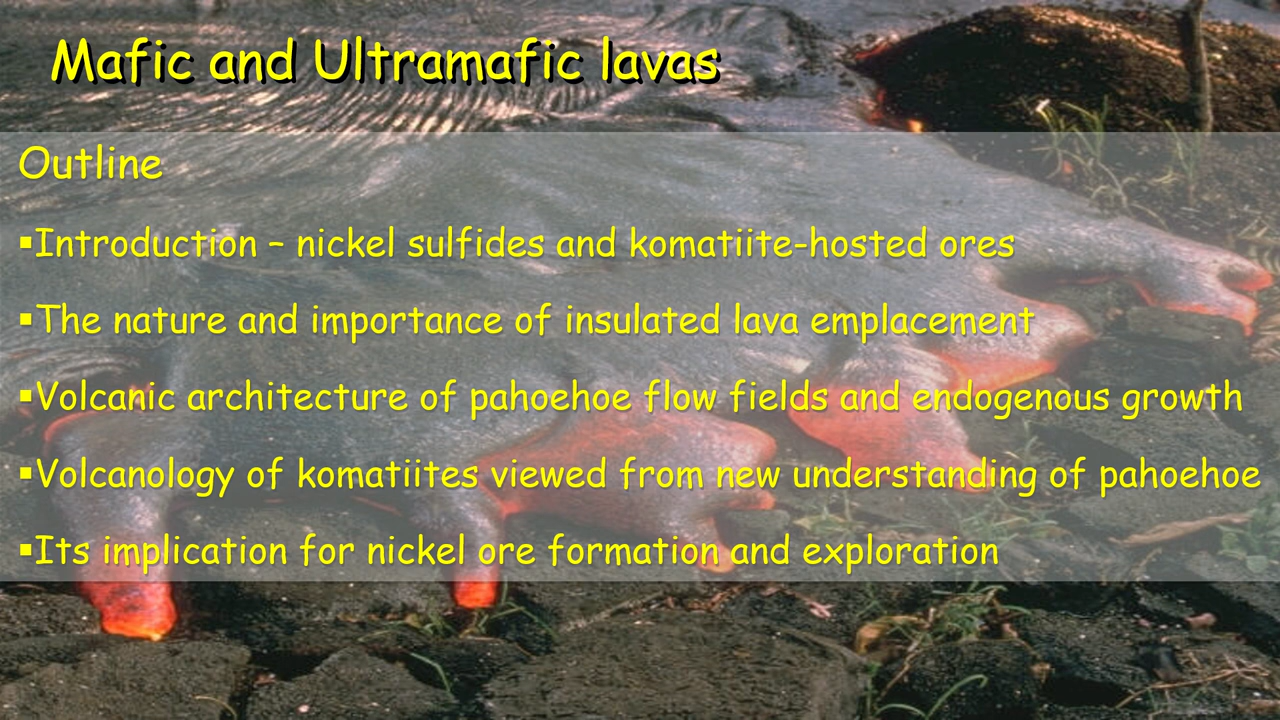 Mafic and Ultramafic lavas
Outline
▪Introduction – nickel sulfides and komatiite-hosted ores
▪The nature and importance of insulated lava emplacement
▪Volcanic architecture of pahoehoe flow fields and endogenous growth
▪Volcanology of komatiites viewed from new understanding of pahoehoe
▪Its implication for nickel ore formation and exploration